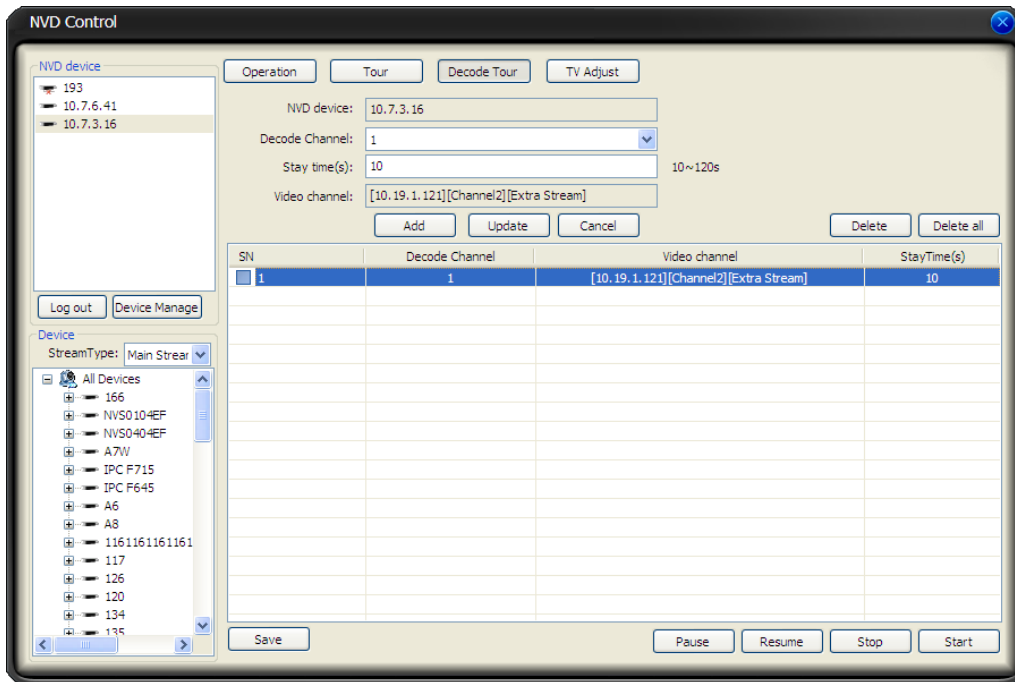 NVD Control
NVD device
193
10.7.6.41
10.7.3.16
Log out Device Manage
Device
StreamType: Main Strear
All Devices
166
NVS0104EF
NVS0404EF
A7W
IPC F715
IPC F645
A6
A8
1161161161161
117
126
120
134
135
Operation Tour Decode Tour TV Adjust
NVD device: 10.7.3.16
Decode Channel: 1
Stay time(s): 10 10~120s
Video channel: [10.19.1.121][Channel2][Extra Stream]
Add Update Cancel Delete Delete all
SN Decode Channel Video channel StayTime(s)
1 1 [10.19.1.121][Channel2][Extra Stream] 10
Save Pause Resume Stop Start